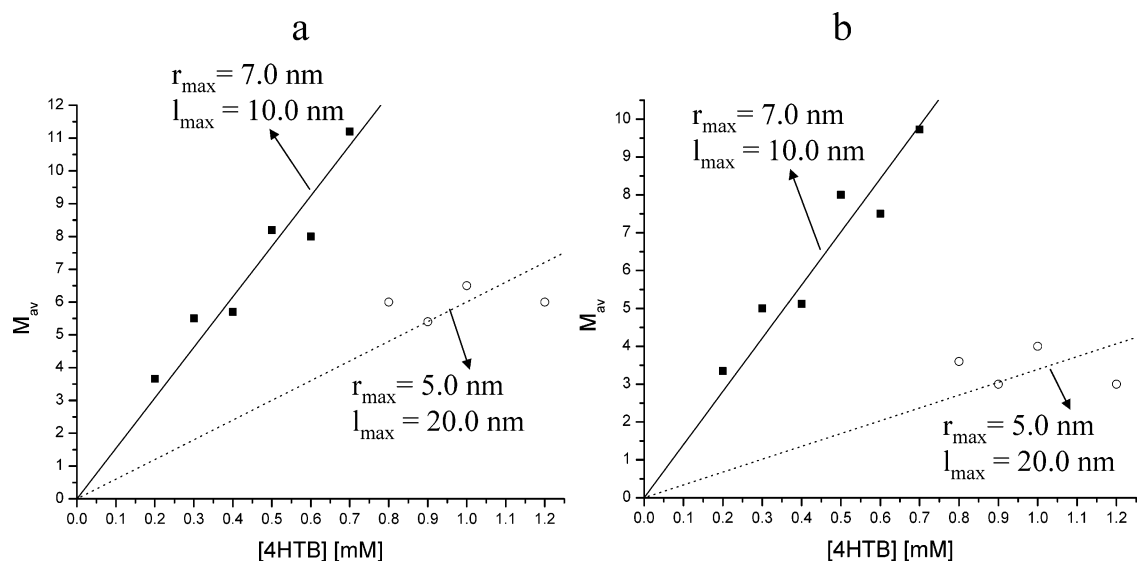 a
r_max = 7.0 nm
l_max = 10.0 nm
12
11
10
9
8
7
6
5
4
3
2
1
0
M_av
r_max = 5.0 nm
l_max = 20.0 nm
0.0 0.1 0.2 0.3 0.4 0.5 0.6 0.7 0.8 0.9 1.0 1.1 1.2
[4HTB] [mM]
b
r_max = 7.0 nm
l_max = 10.0 nm
10
9
8
7
6
5
4
3
2
1
0
M_av
r_max = 5.0 nm
l_max = 20.0 nm
0.0 0.1 0.2 0.3 0.4 0.5 0.6 0.7 0.8 0.9 1.0 1.1 1.2
[4HTB] [mM]